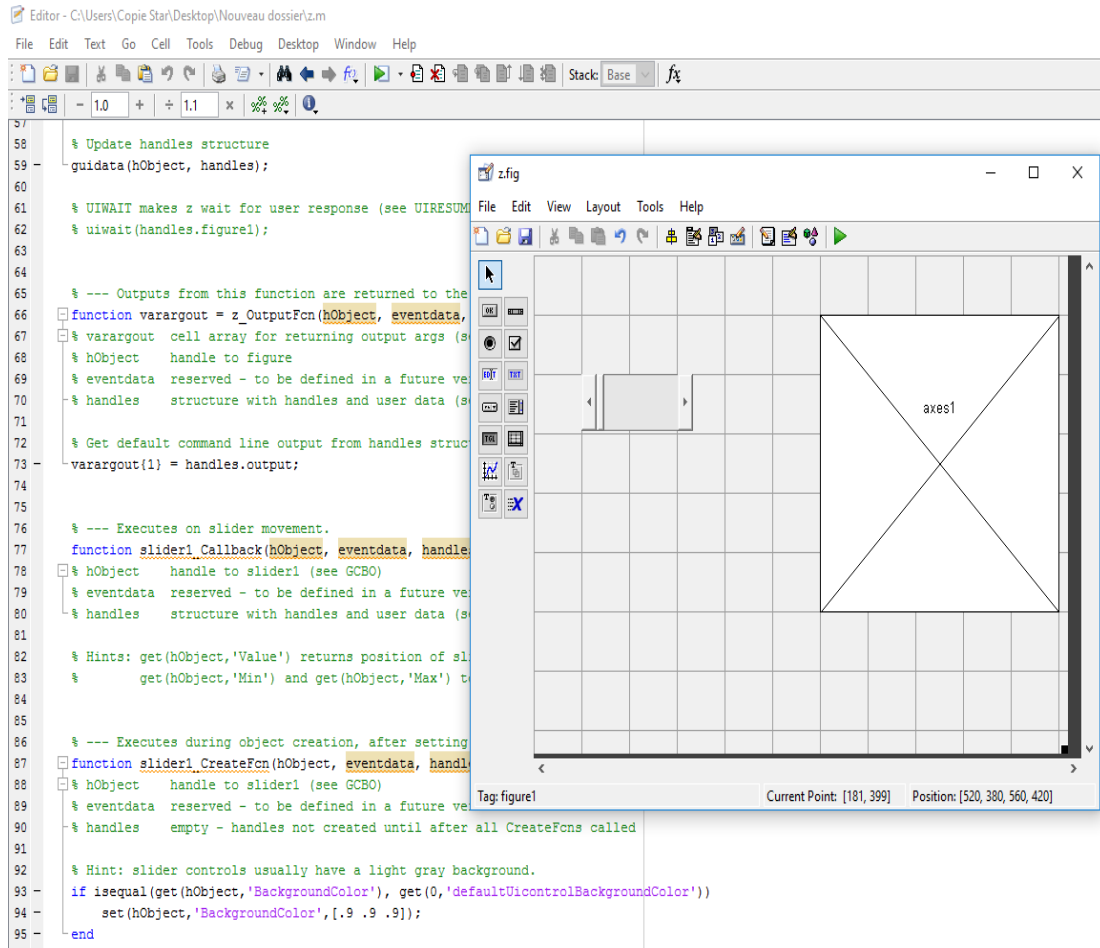 Editor - C:\Users\Copie Star\Desktop\Nouveau dossier\z.m
File Edit Text Go Cell Tools Debug Desktop Window Help
Stack: Base fx
− 1.0 + ÷ 1.1 ×
57
58 % Update handles structure
59 − guidata(hObject, handles);
60
61 % UIWAIT makes z wait for user response (see UIRESUM
62 % uiwait(handles.figure1);
63
64
65 % --- Outputs from this function are returned to the
66 function varargout = z_OutputFcn(hObject, eventdata,
67 % varargout cell array for returning output args (se
68 % hObject handle to figure
69 % eventdata reserved - to be defined in a future ve
70 % handles structure with handles and user data (se
71
72 % Get default command line output from handles struc
73 − varargout{1} = handles.output;
74
75
76 % --- Executes on slider movement.
77 function slider1_Callback(hObject, eventdata, handles
78 % hObject handle to slider1 (see GCBO)
79 % eventdata reserved - to be defined in a future ve
80 % handles structure with handles and user data (se
81
82 % Hints: get(hObject,'Value') returns position of sl
83 % get(hObject,'Min') and get(hObject,'Max') to
84
85
86 % --- Executes during object creation, after setting
87 function slider1_CreateFcn(hObject, eventdata, handl
88 % hObject handle to slider1 (see GCBO)
89 % eventdata reserved - to be defined in a future ve
90 % handles empty - handles not created until after all CreateFcns called
91
92 % Hint: slider controls usually have a light gray background.
93 − if isequal(get(hObject,'BackgroundColor'), get(0,'defaultUicontrolBackgroundColor'))
94 − set(hObject,'BackgroundColor',[.9 .9 .9]);
95 − end
z.fig
File Edit View Layout Tools Help
OK
EDIT TXT
TGL
axes1
Tag: figure1 Current Point: [181, 399] Position: [520, 380, 560, 420]